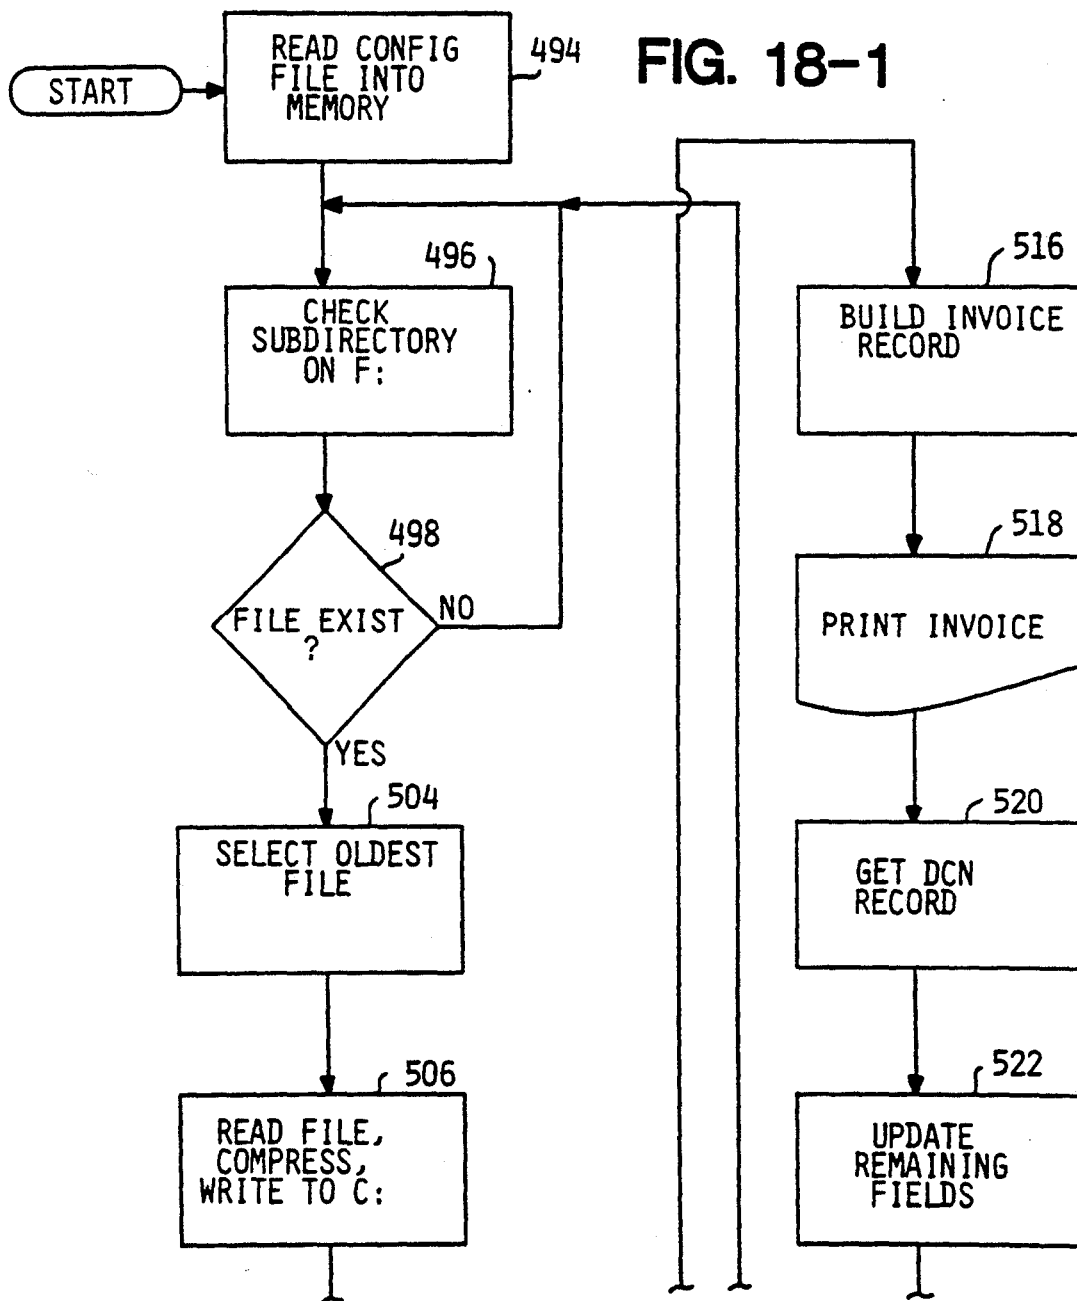 FIG. 18-1
START
READ CONFIG
FILE INTO
MEMORY
494
496
CHECK
SUBDIRECTORY
ON F:
498
FILE EXIST
?
NO
YES
504
SELECT OLDEST
FILE
506
READ FILE,
COMPRESS,
WRITE TO C:
516
BUILD INVOICE
RECORD
518
PRINT INVOICE
520
GET DCN
RECORD
522
UPDATE
REMAINING
FIELDS